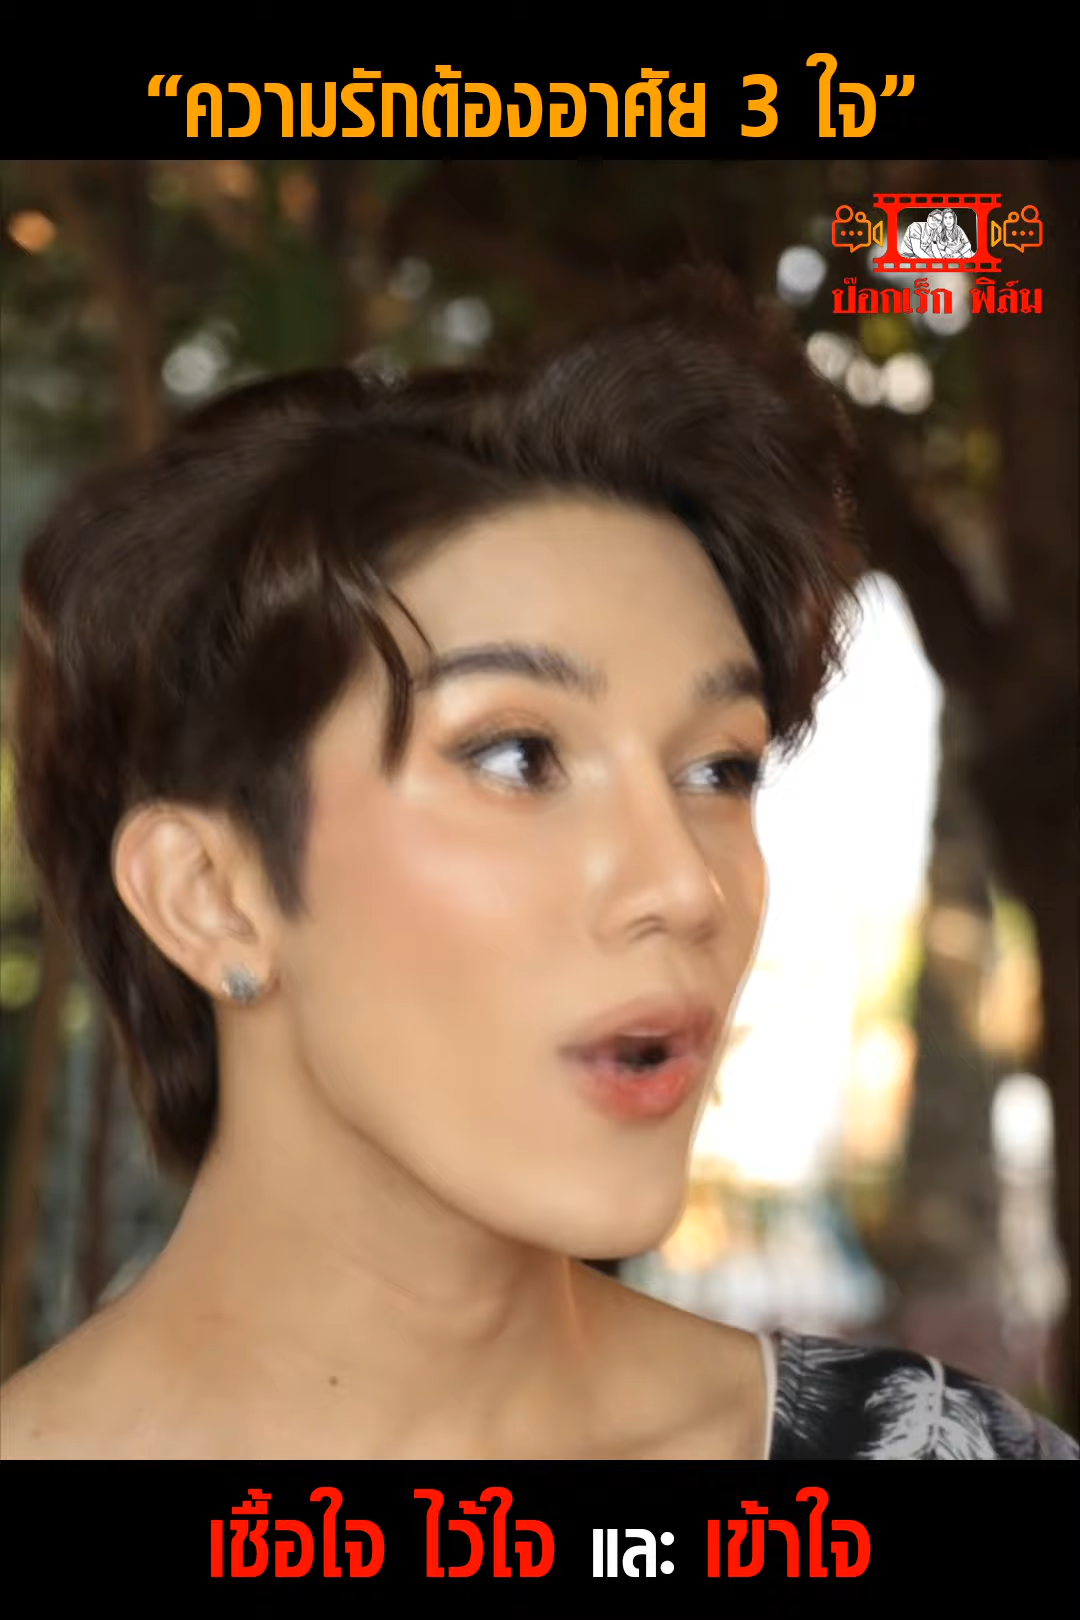 “ความรักต้องอาศัย 3 ใจ”
ป๊อกเร็ก ฟิล์ม
เชื้อใจ ไว้ใจ และ เข้าใจ